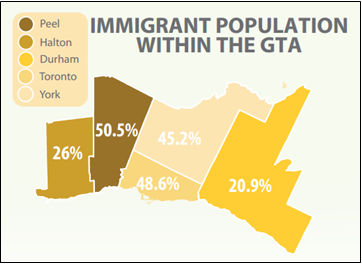 IMMIGRANT POPULATION
WITHIN THE GTA
Peel
Halton
Durham
Toronto
York
50.5%
45.2%
26%
48.6%
20.9%